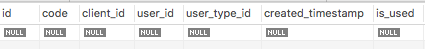 id code client_id user_id user_type_id created_timestamp is_used
NULL NULL NULL NULL NULL NULL NULL